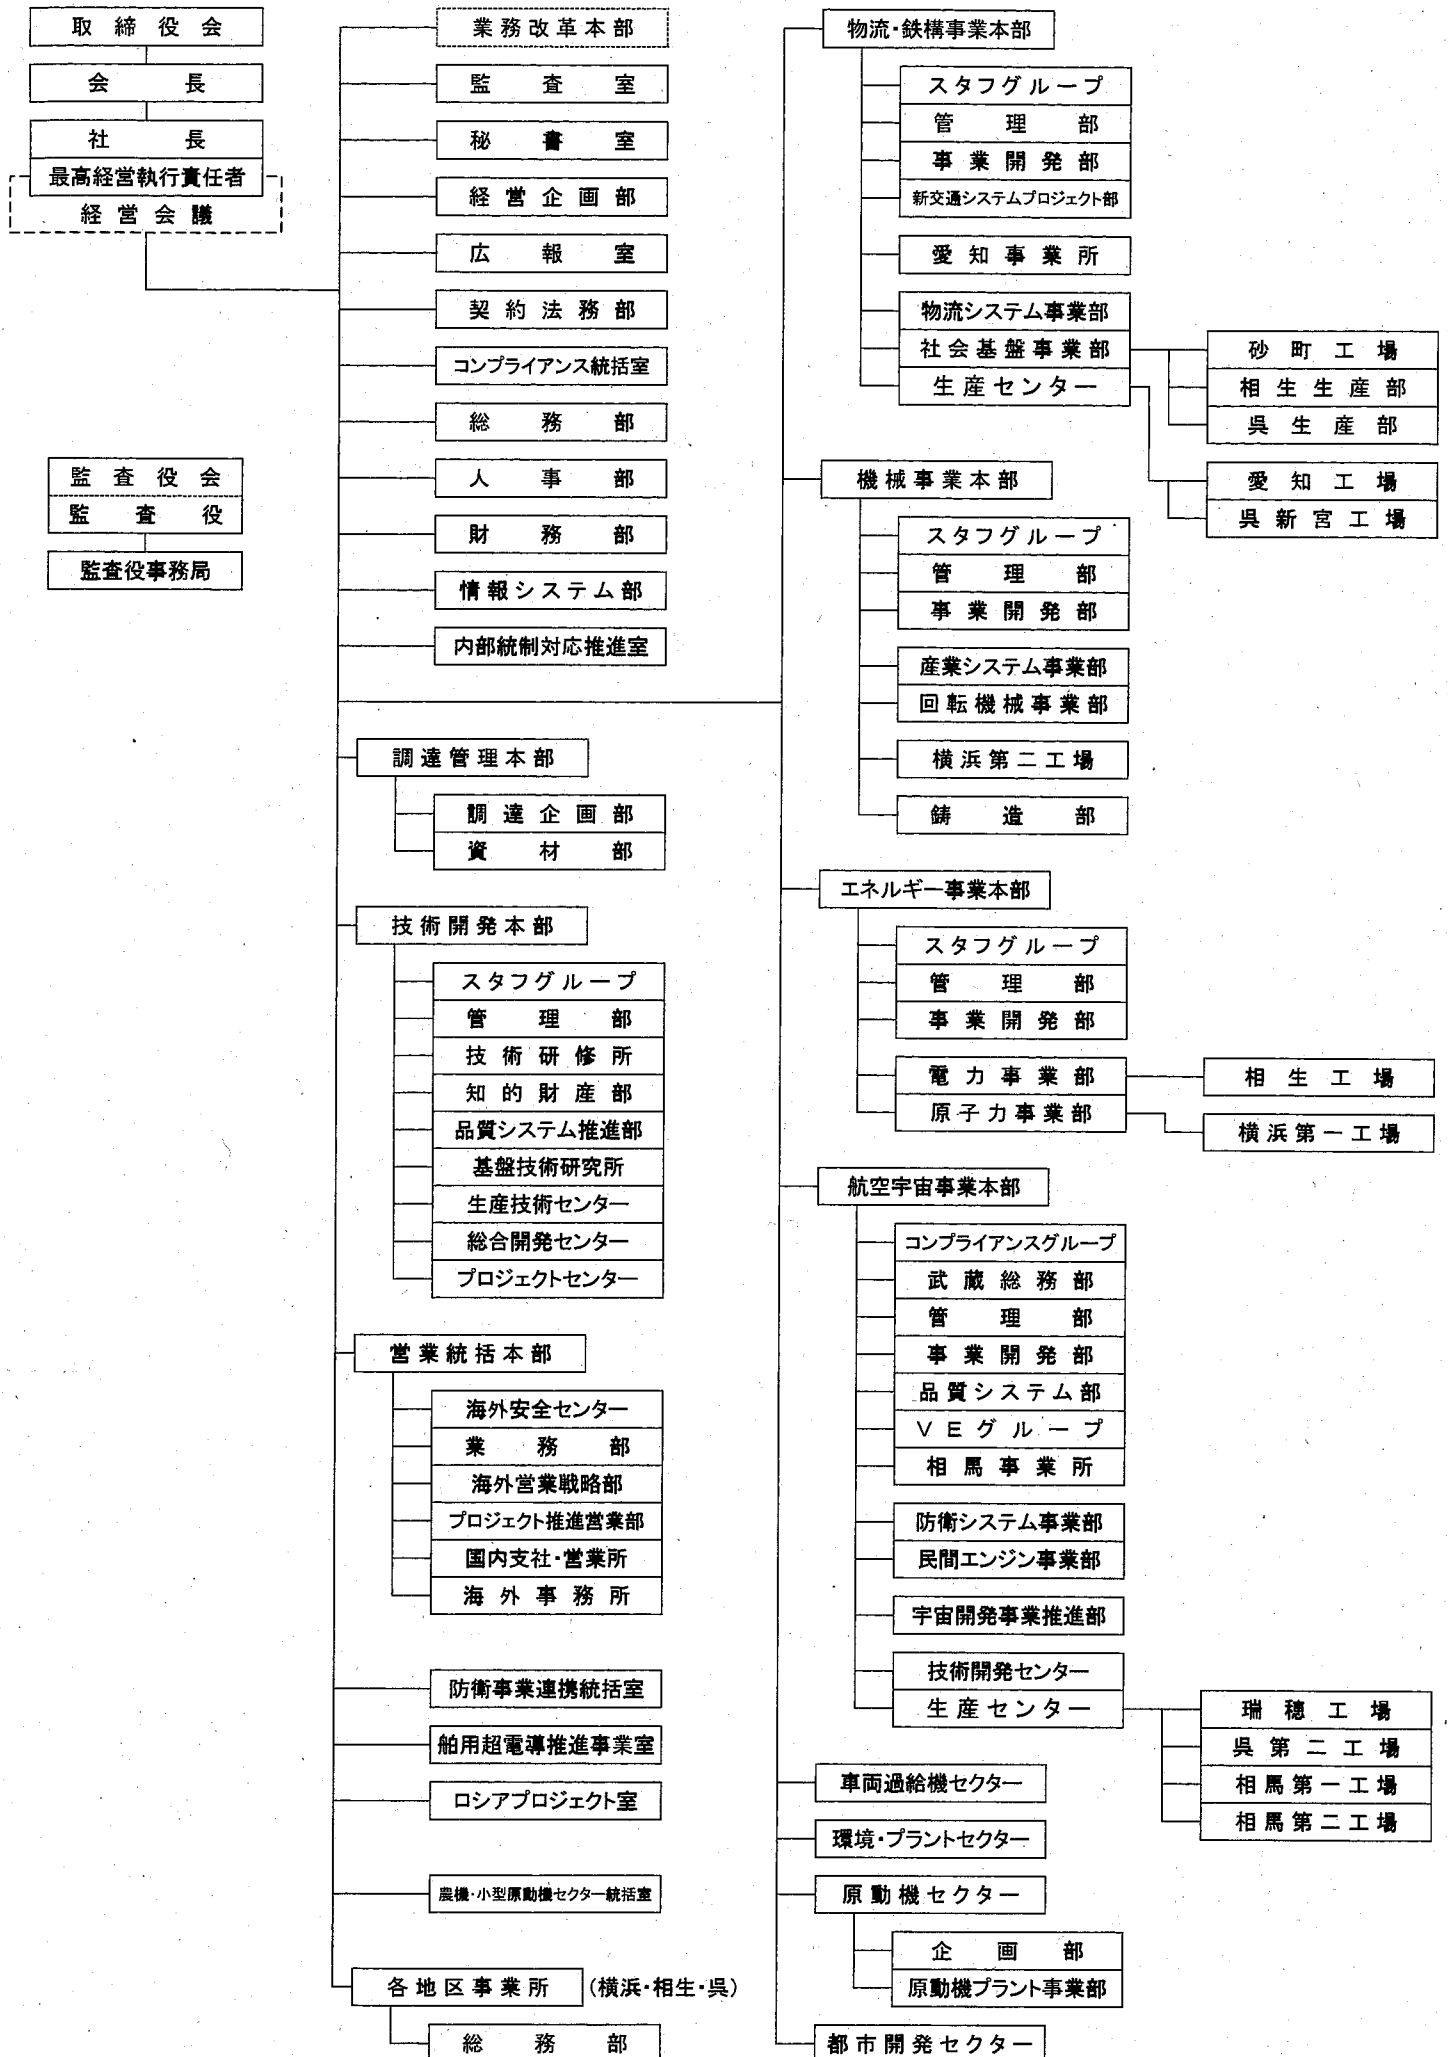 取締役会
会長
社長
最高経営執行責任者
経営会議
監査役会
監査役
監査役事務局
業務改革本部
監査室
秘書室
経営企画部
広報室
契約法務部
コンプライアンス統括室
総務部
人事部
財務部
情報システム部
内部統制対応推進室
調達管理本部
調達企画部
資材部
技術開発本部
スタフグループ
管理部
技術研修所
知的財産部
品質システム推進部
基盤技術研究所
生産技術センター
総合開発センター
プロジェクトセンター
営業統括本部
海外安全センター
業務部
海外営業戦略部
プロジェクト推進営業部
国内支社・営業所
海外事務所
防衛事業連携統括室
舶用超電導推進事業室
ロシアプロジェクト室
農機・小型原動機セクター統括室
各地区事業所 (横浜・相生・呉)
総務部
物流・鉄構事業本部
スタフグループ
管理部
事業開発部
新交通システムプロジェクト部
愛知事業所
物流システム事業部
社会基盤事業部
生産センター
砂町工場
相生生産部
呉生産部
愛知工場
呉新宮工場
機械事業本部
スタフグループ
管理部
事業開発部
産業システム事業部
回転機械事業部
横浜第二工場
鋳造部
エネルギー事業本部
スタフグループ
管理部
事業開発部
電力事業部
原子力事業部
相生工場
横浜第一工場
航空宇宙事業本部
コンプライアンスグループ
武蔵総務部
管理部
事業開発部
品質システム部
VEグループ
相馬事業所
防衛システム事業部
民間エンジン事業部
宇宙開発事業推進部
技術開発センター
生産センター
瑞穂工場
呉第二工場
相馬第一工場
相馬第二工場
車両過給機セクター
環境・プラントセクター
原動機セクター
企画部
原動機プラント事業部
都市開発セクター